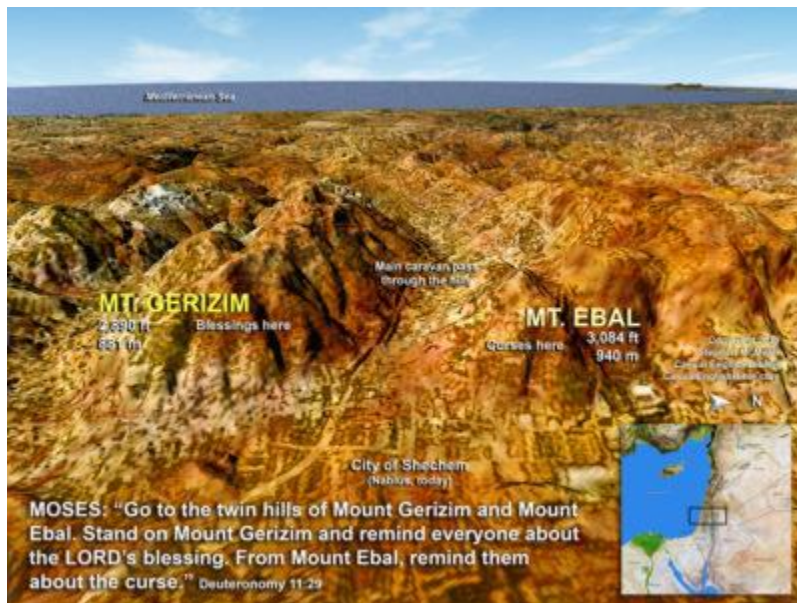 Mediterranean Sea
Main caravan pass
through the hills
MT. GERIZIM
2,890 ft
881 m
Blessings here
MT. EBAL
3,084 ft
940 m
Curses here
N
City of Shechem
(Nablus, today)
MOSES: “Go to the twin hills of Mount Gerizim and Mount
Ebal. Stand on Mount Gerizim and remind everyone about
the LORD’s blessing. From Mount Ebal, remind them
about the curse.” Deuteronomy 11:29